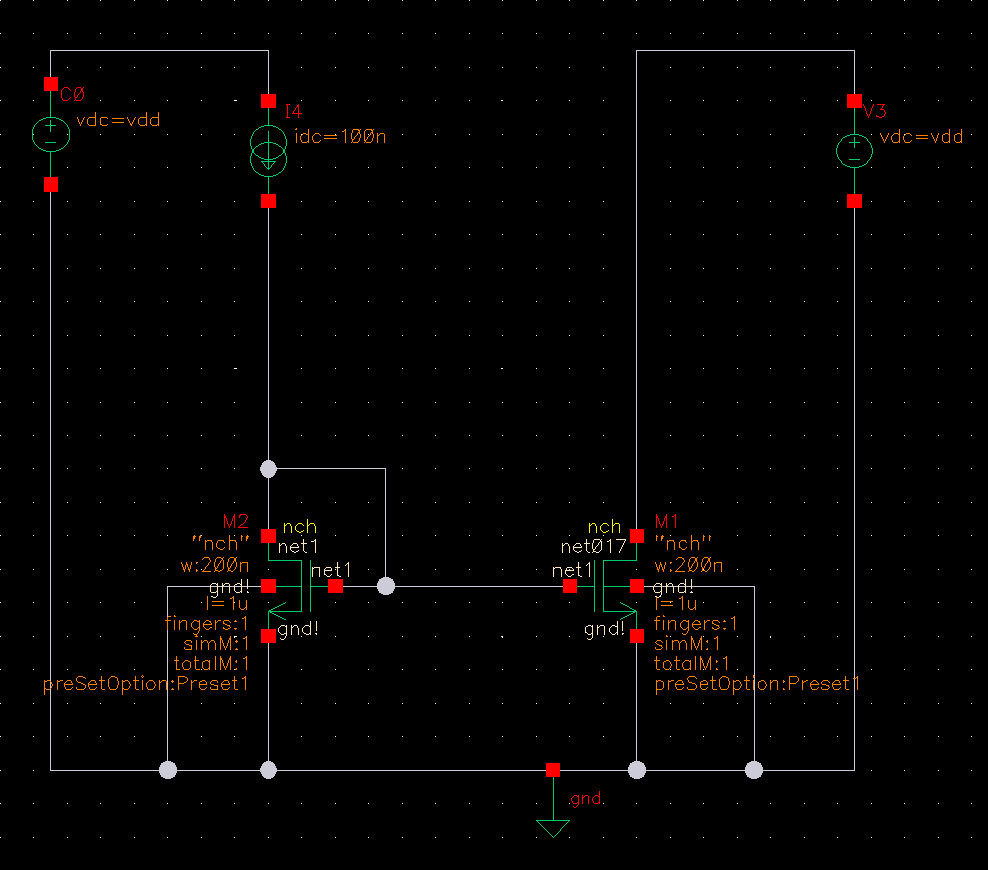 C0
vdc=vdd
I4
idc=100n
V3
vdc=vdd
M2
nch
"nch"
net1
w:200n
net1
gnd!
l=1u
fingers:1
gnd!
simM:1
totalM:1
preSetOption:Preset1
nch
M1
net017
"nch"
w:200n
net1
gnd!
l=1u
fingers:1
gnd!
simM:1
totalM:1
preSetOption:Preset1
gnd